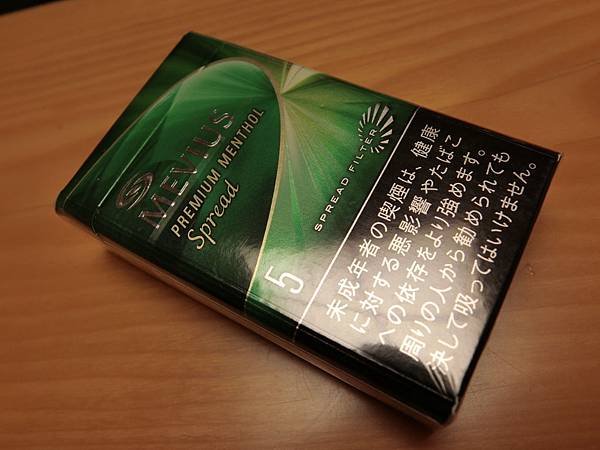 MEVIUS
PREMIUM MENTHOL
Spread
5
SPREAD FILTER
未成年者の喫煙は、健康
に対する悪影響やたばこ
への依存をより強めます。
周りの人から勧められても
決して吸ってはいけません。